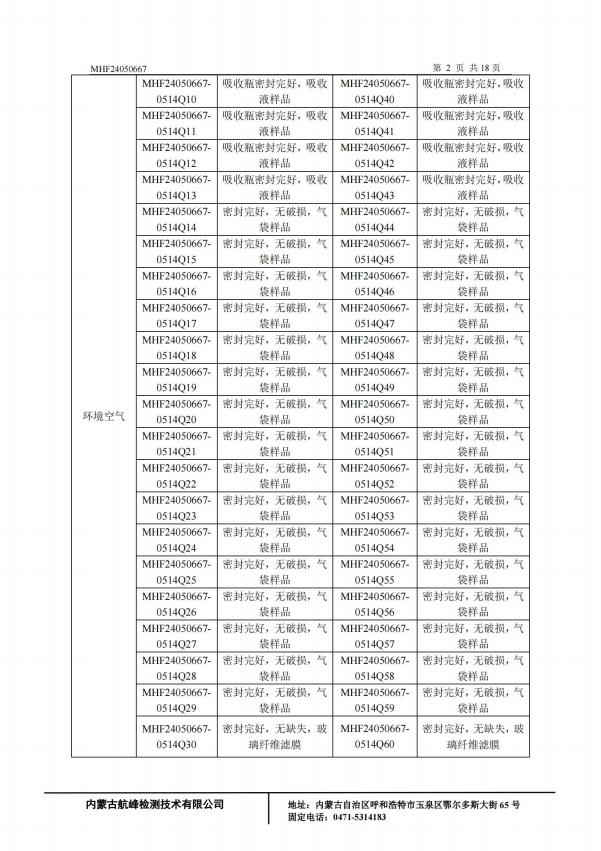 MHF24050667 第 2 页 共18页
MHF24050667- 吸收瓶密封完好，吸收 MHF24050667- 吸收瓶密封完好，吸收
0514Q10 液样品 0514Q40 液样品
MHF24050667- 吸收瓶密封完好，吸收 MHF24050667- 吸收瓶密封完好，吸收
0514Q11 液样品 0514Q41 液样品
MHF24050667- 吸收瓶密封完好，吸收 MHF24050667- 吸收瓶密封完好，吸收
0514Q12 液样品 0514Q42 液样品
MHF24050667- 吸收瓶密封完好，吸收 MHF24050667- 吸收瓶密封完好，吸收
0514Q13 液样品 0514Q43 液样品
MHF24050667- 密封完好，无破损，气 MHF24050667- 密封完好，无破损，气
0514Q14 袋样品 0514Q44 袋样品
MHF24050667- 密封完好，无破损，气 MHF24050667- 密封完好，无破损，气
0514Q15 袋样品 0514Q45 袋样品
MHF24050667- 密封完好，无破损，气 MHF24050667- 密封完好，无破损，气
0514Q16 袋样品 0514Q46 袋样品
MHF24050667- 密封完好，无破损，气 MHF24050667- 密封完好，无破损，气
0514Q17 袋样品 0514Q47 袋样品
MHF24050667- 密封完好，无破损，气 MHF24050667- 密封完好，无破损，气
0514Q18 袋样品 0514Q48 袋样品
MHF24050667- 密封完好，无破损，气 MHF24050667- 密封完好，无破损，气
0514Q19 袋样品 0514Q49 袋样品
环境空气
MHF24050667- 密封完好，无破损，气 MHF24050667- 密封完好，无破损，气
0514Q20 袋样品 0514Q50 袋样品
MHF24050667- 密封完好，无破损，气 MHF24050667- 密封完好，无破损，气
0514Q21 袋样品 0514Q51 袋样品
MHF24050667- 密封完好，无破损，气 MHF24050667- 密封完好，无破损，气
0514Q22 袋样品 0514Q52 袋样品
MHF24050667- 密封完好，无破损，气 MHF24050667- 密封完好，无破损，气
0514Q23 袋样品 0514Q53 袋样品
MHF24050667- 密封完好，无破损，气 MHF24050667- 密封完好，无破损，气
0514Q24 袋样品 0514Q54 袋样品
MHF24050667- 密封完好，无破损，气 MHF24050667- 密封完好，无破损，气
0514Q25 袋样品 0514Q55 袋样品
MHF24050667- 密封完好，无破损，气 MHF24050667- 密封完好，无破损，气
0514Q26 袋样品 0514Q56 袋样品
MHF24050667- 密封完好，无破损，气 MHF24050667- 密封完好，无破损，气
0514Q27 袋样品 0514Q57 袋样品
MHF24050667- 密封完好，无破损，气 MHF24050667- 密封完好，无破损，气
0514Q28 袋样品 0514Q58 袋样品
MHF24050667- 密封完好，无破损，气 MHF24050667- 密封完好，无破损，气
0514Q29 袋样品 0514Q59 袋样品
MHF24050667- 密封完好，无缺失，玻 MHF24050667- 密封完好，无缺失，玻
0514Q30 璃纤维滤膜 0514Q60 璃纤维滤膜
内蒙古航峰检测技术有限公司 地址：内蒙古自治区呼和浩特市玉泉区鄂尔多斯大街 65 号
固定电话：0471-5314183